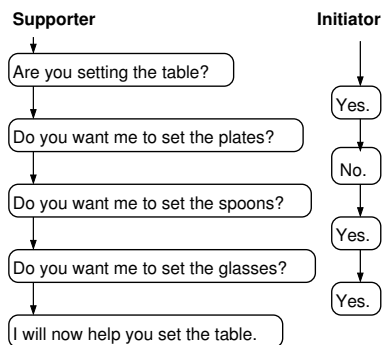 Supporter
Initiator
Are you setting the table?
Yes.
Do you want me to set the plates?
No.
Do you want me to set the spoons?
Yes.
Do you want me to set the glasses?
Yes.
I will now help you set the table.